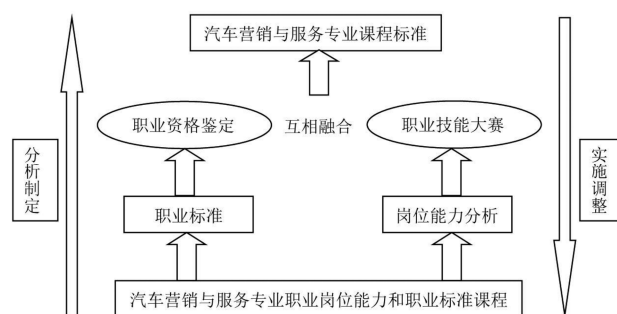 汽车营销与服务专业课程标准
职业资格鉴定
互相融合
职业技能大赛
分析制定
实施调整
职业标准
岗位能力分析
汽车营销与服务专业职业岗位能力和职业标准课程